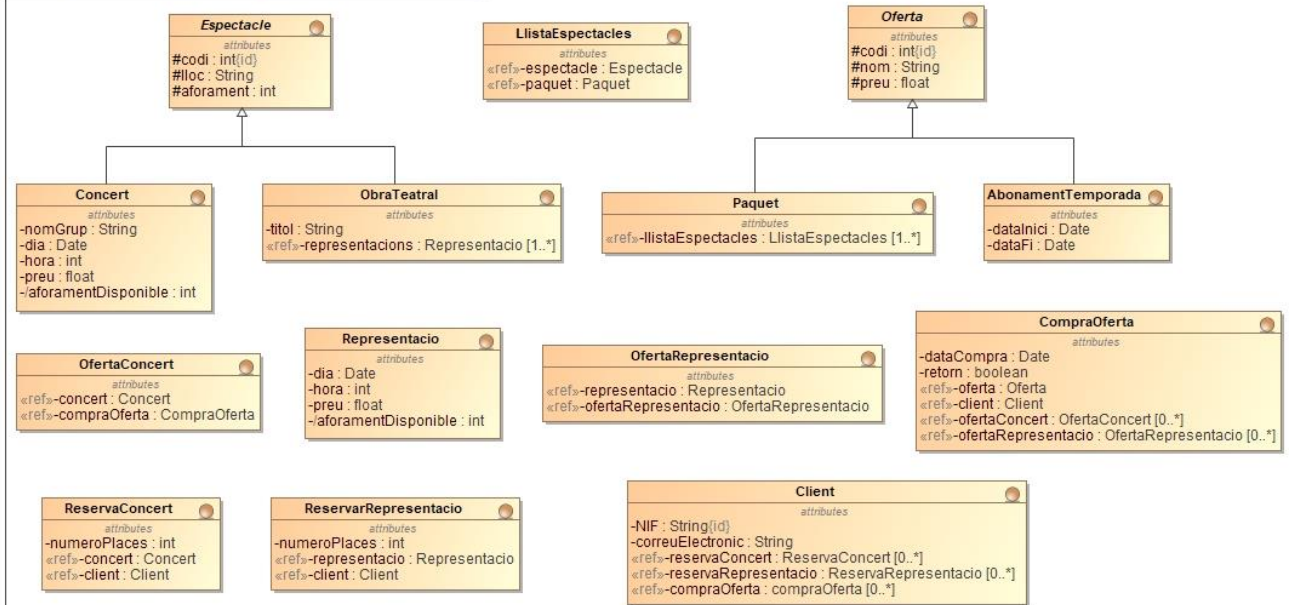 Espectacle
attributes
#codi : int{id}
#lloc : String
#aforament : int
LlistaEspectacles
attributes
«ref»-espectacle : Espectacle
«ref»-paquet : Paquet
Oferta
attributes
#codi : int{id}
#nom : String
#preu : float
Concert
attributes
-nomGrup : String
-dia : Date
-hora : int
-preu : float
-/aforamentDisponible : int
ObraTeatral
attributes
-titol : String
«ref»-representacions : Representacio [1..*]
Paquet
attributes
«ref»-llistaEspectacles : LlistaEspectacles [1..*]
AbonamentTemporada
attributes
-dataInici : Date
-dataFi : Date
OfertaConcert
attributes
«ref»-concert : Concert
«ref»-compraOferta : CompraOferta
Representacio
attributes
-dia : Date
-hora : int
-preu : float
-/aforamentDisponible : int
OfertaRepresentacio
attributes
«ref»-representacio : Representacio
«ref»-ofertaRepresentacio : OfertaRepresentacio
CompraOferta
attributes
-dataCompra : Date
-retorn : boolean
«ref»-oferta : Oferta
«ref»-client : Client
«ref»-ofertaConcert : OfertaConcert [0..*]
«ref»-ofertaRepresentacio : OfertaRepresentacio [0..*]
ReservaConcert
attributes
-numeroPlaces : int
«ref»-concert : Concert
«ref»-client : Client
ReservarRepresentacio
attributes
-numeroPlaces : int
«ref»-representacio : Representacio
«ref»-client : Client
Client
attributes
-NIF : String{id}
-correuElectronic : String
«ref»-reservaConcert : ReservaConcert [0..*]
«ref»-reservaRepresentacio : ReservaRepresentacio [0..*]
«ref»-compraOferta : compraOferta [0..*]